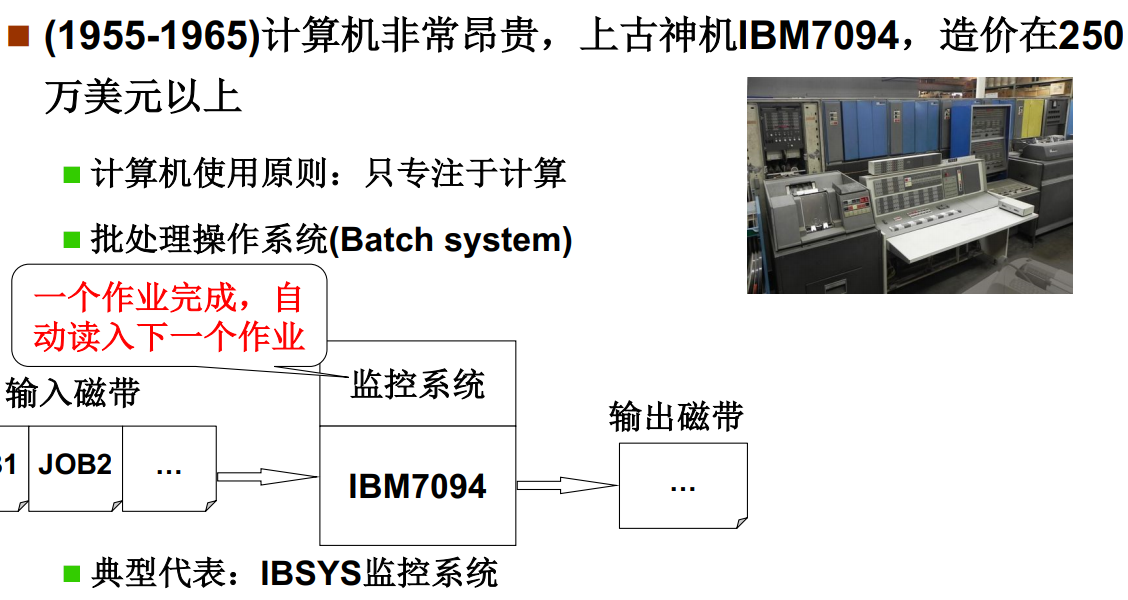 (1955-1965)计算机非常昂贵，上古神机IBM7094，造价在250
万美元以上
计算机使用原则：只专注于计算
批处理操作系统(Batch system)
一个作业完成，自
动读入下一个作业
监控系统
输入磁带
输出磁带
31 JOB2 …
IBM7094
…
典型代表：IBSYS监控系统